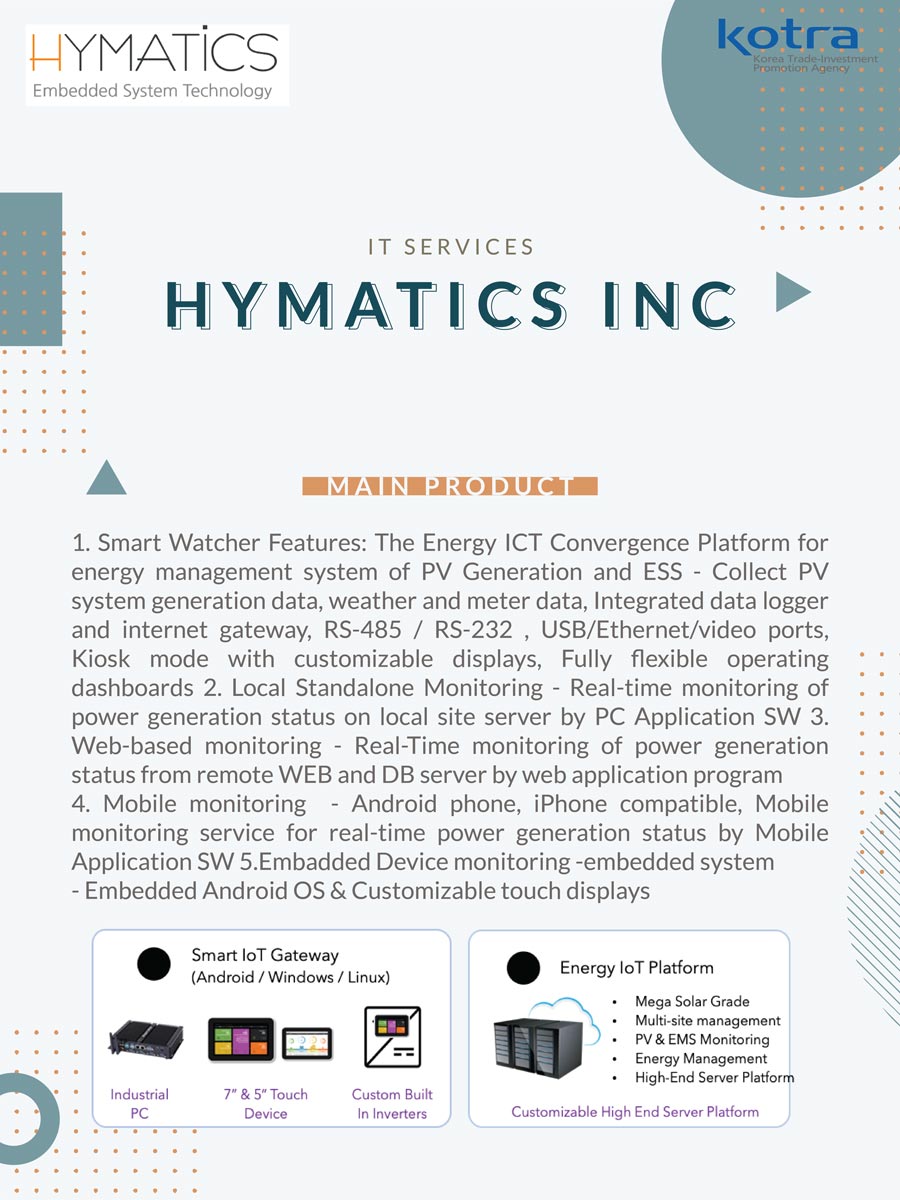 HYMATICS
Embedded System Technology
kotra
Korea Trade-Investment
Promotion Agency
IT SERVICES
HYMATICS INC
MAIN PRODUCT
1. Smart Watcher Features: The Energy ICT Convergence Platform for
energy management system of PV Generation and ESS - Collect PV
system generation data, weather and meter data, Integrated data logger
and internet gateway, RS-485 / RS-232 , USB/Ethernet/video ports,
Kiosk mode with customizable displays, Fully flexible operating
dashboards 2. Local Standalone Monitoring - Real-time monitoring of
power generation status on local site server by PC Application SW 3.
Web-based monitoring - Real-Time monitoring of power generation
status from remote WEB and DB server by web application program
4. Mobile monitoring - Android phone, iPhone compatible, Mobile
monitoring service for real-time power generation status by Mobile
Application SW 5.Embadded Device monitoring -embedded system
- Embedded Android OS & Customizable touch displays
Smart IoT Gateway
(Android / Windows / Linux)
Industrial
PC
7” & 5” Touch
Device
Custom Built
In Inverters
Energy IoT Platform
• Mega Solar Grade
• Multi-site management
• PV & EMS Monitoring
• Energy Management
• High-End Server Platform
Customizable High End Server Platform